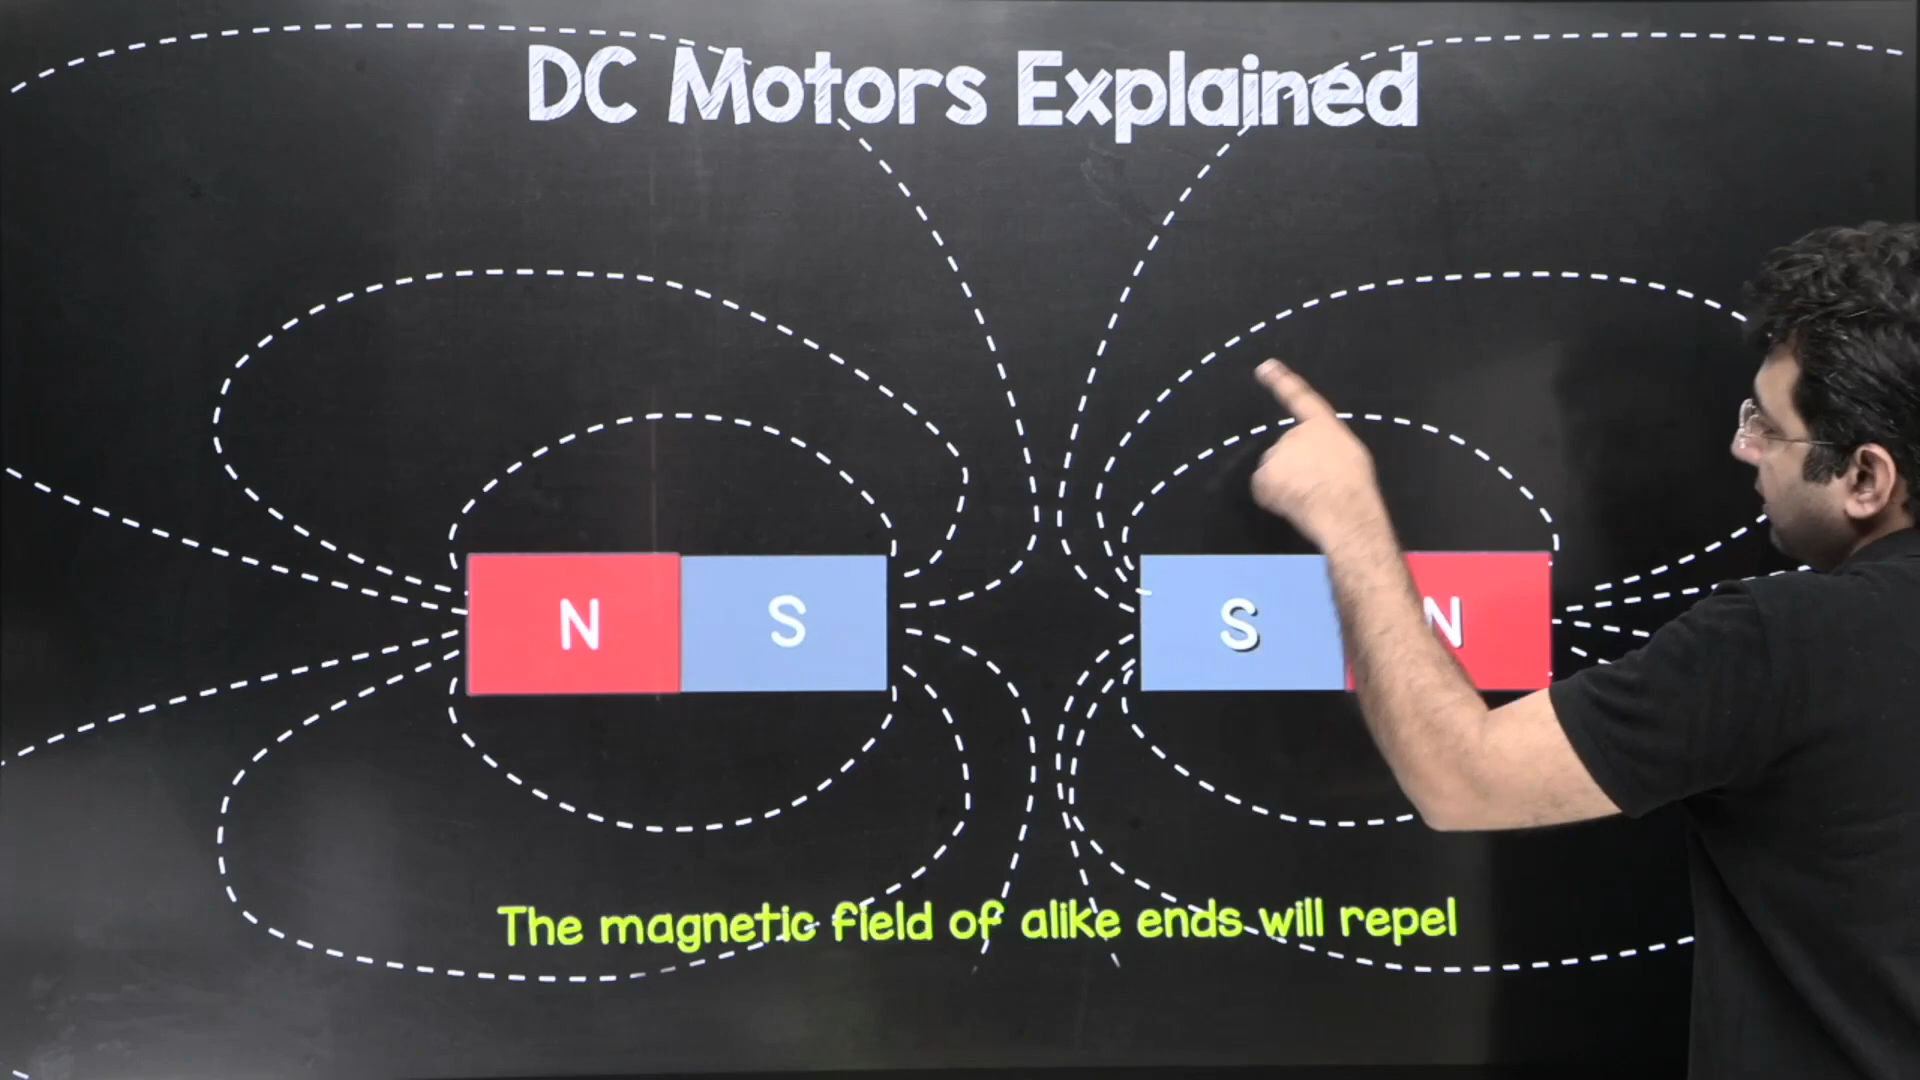 DC Motors Explained
N S S N
The magnetic field of alike ends will repel